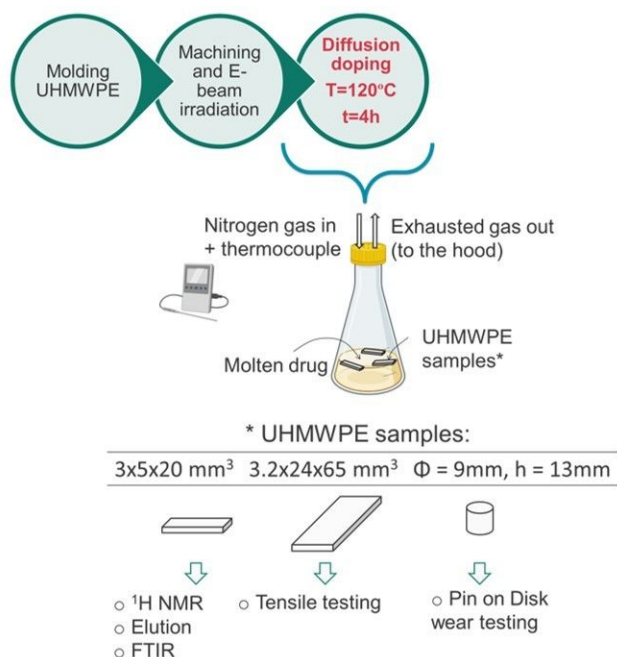 Molding
UHMWPE
Machining
and E-
beam
irradiation
Diffusion
doping
T=120°C
t=4h
Nitrogen gas in
+ thermocouple
Exhausted gas out
(to the hood)
Molten drug
UHMWPE
samples*
* UHMWPE samples:
3x5x20 mm³ 3.2x24x65 mm³ Φ = 9mm, h = 13mm
○ ¹H NMR
○ Elution
○ FTIR
○ Tensile testing
○ Pin on Disk
wear testing